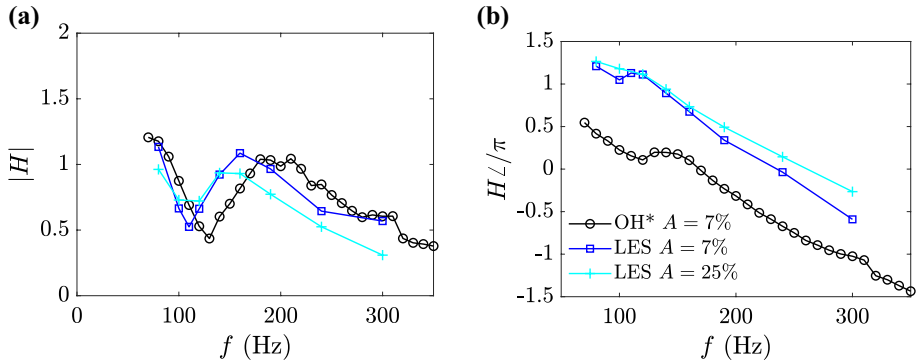 (a)
2
1.5
1
0.5
0
|H|
100
200
300
f (Hz)
(b)
1.5
1
0.5
0
-0.5
-1
-1.5
H∠/π
OH* A = 7%
LES A = 7%
LES A = 25%
100
200
300
f (Hz)